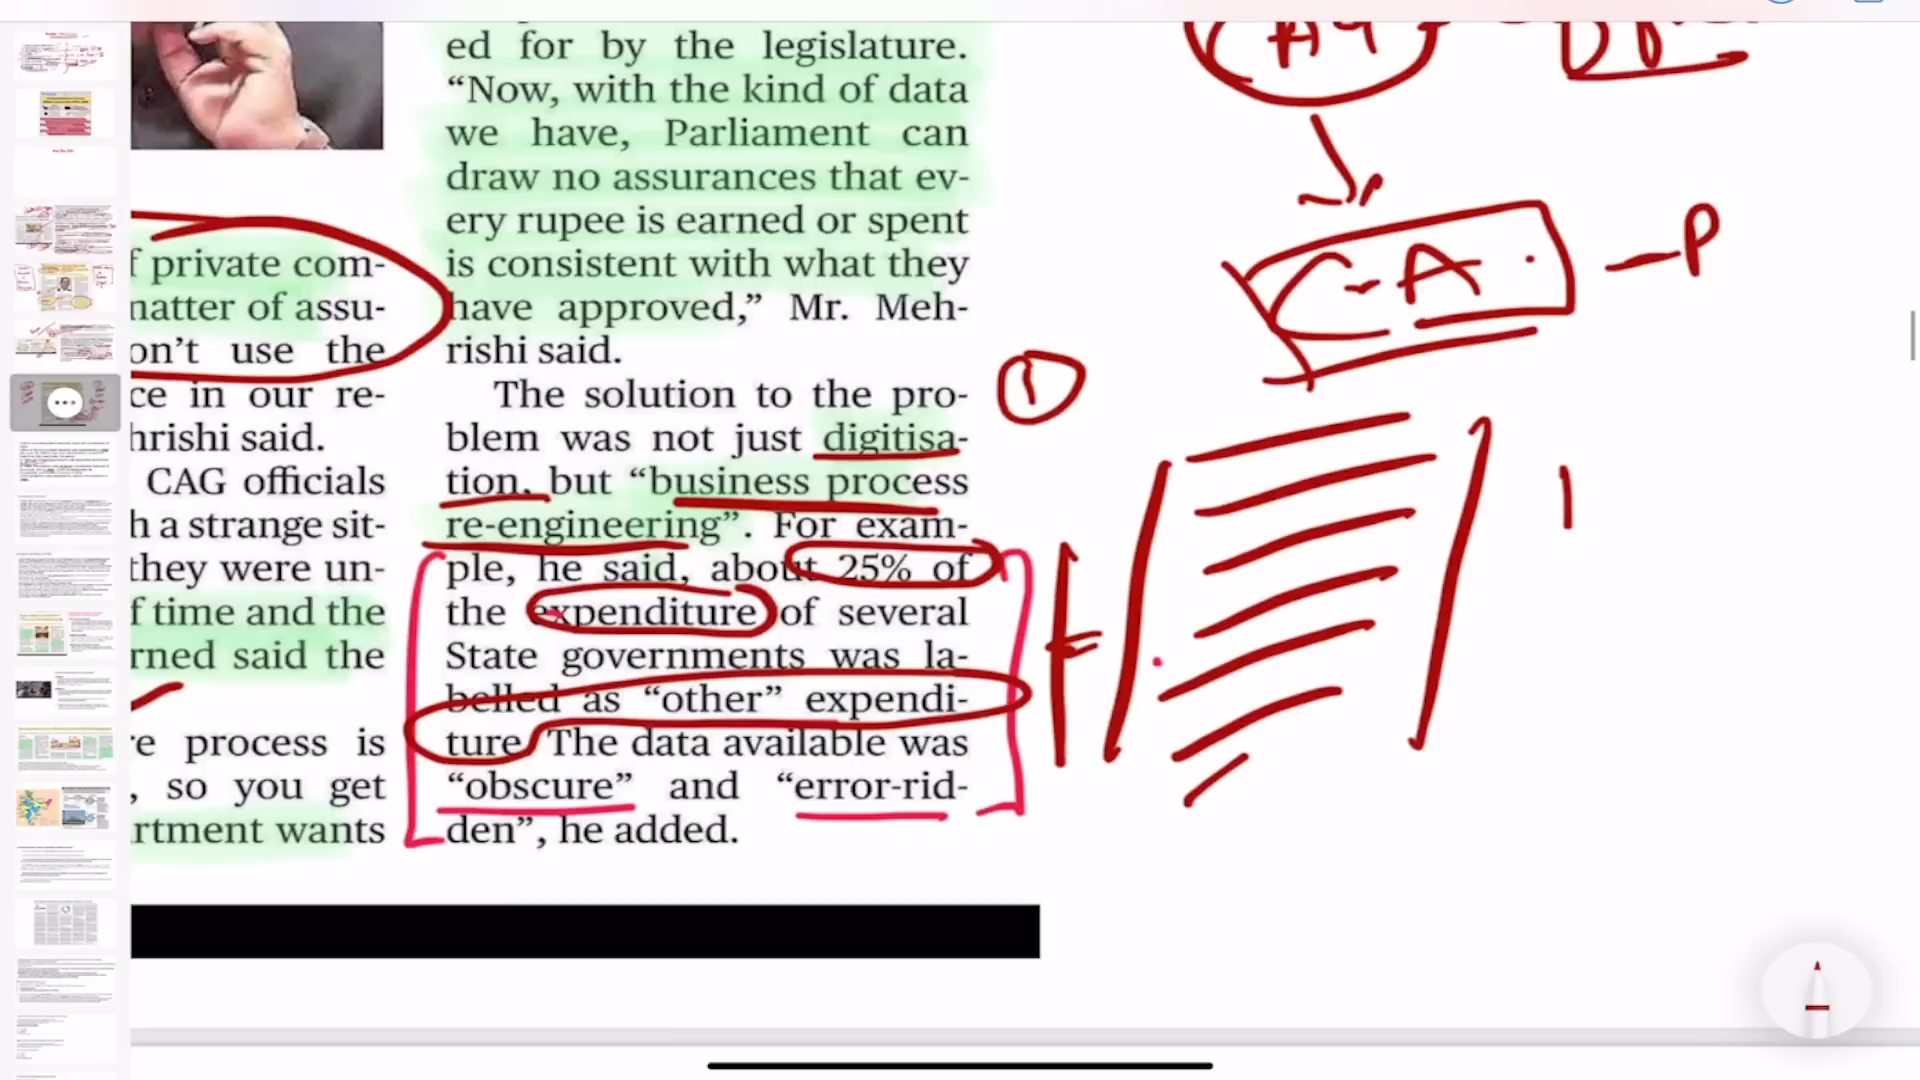 f private com-
matter of assu-
on’t use the
ce in our re-
hrishi said.
CAG officials
h a strange sit-
they were un-
f time and the
rned said the
re process is
, so you get
rtment wants
ed for by the legislature.
“Now, with the kind of data
we have, Parliament can
draw no assurances that ev-
ery rupee is earned or spent
is consistent with what they
have approved,” Mr. Meh-
rishi said.
The solution to the pro-
blem was not just digitisa-
tion, but “business process
re-engineering”. For exam-
ple, he said, about 25% of
the expenditure of several
State governments was la-
belled as “other” expendi-
ture. The data available was
“obscure” and “error-rid-
den”, he added.
C-A. - P
1